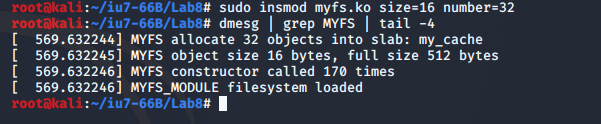 root@kali:~/iu7-66B/Lab8# sudo insmod myfs.ko size=16 number=32
root@kali:~/iu7-66B/Lab8# dmesg | grep MYFS | tail -4
[  569.632244] MYFS allocate 32 objects into slab: my_cache
[  569.632245] MYFS object size 16 bytes, full size 512 bytes
[  569.632246] MYFS constructor called 170 times
[  569.632246] MYFS_MODULE filesystem loaded
root@kali:~/iu7-66B/Lab8#